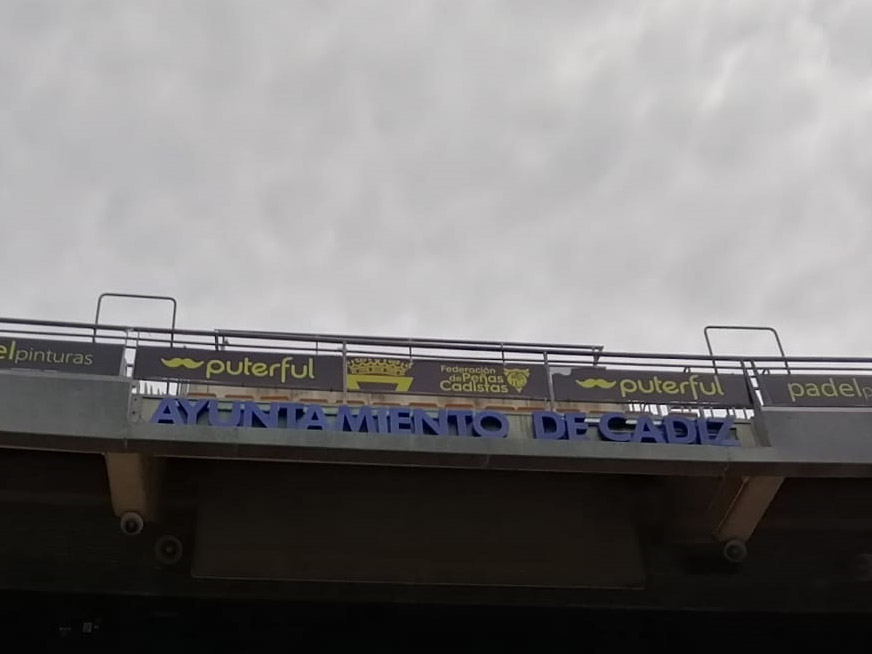 elpinturas
puterful
Federación
de Peñas
Cadistas
puterful
padelp
AYUNTAMIENTO DE CADIZ